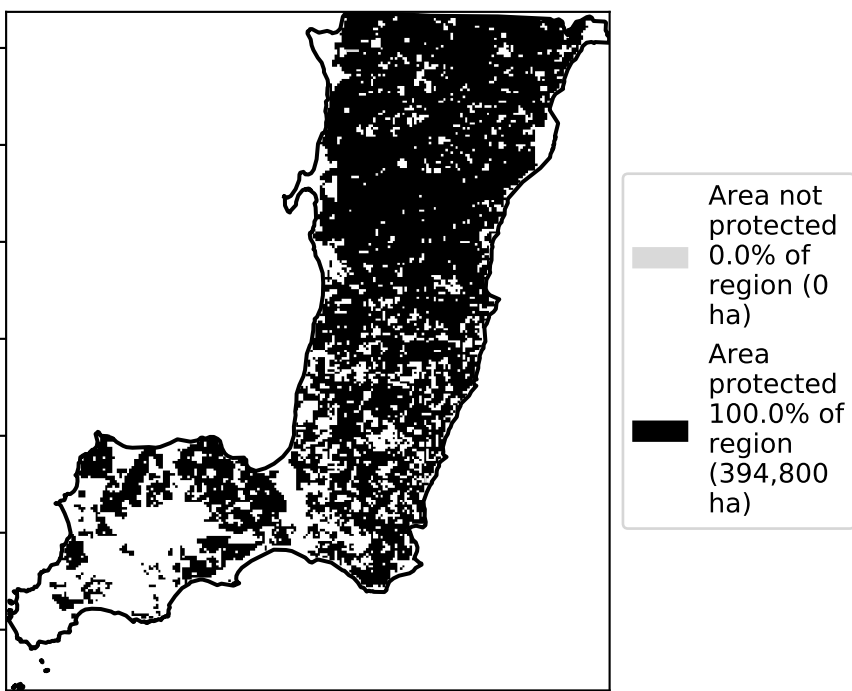 Area not
protected
0.0% of
region (0
ha)
Area
protected
100.0% of
region
(394,800
ha)